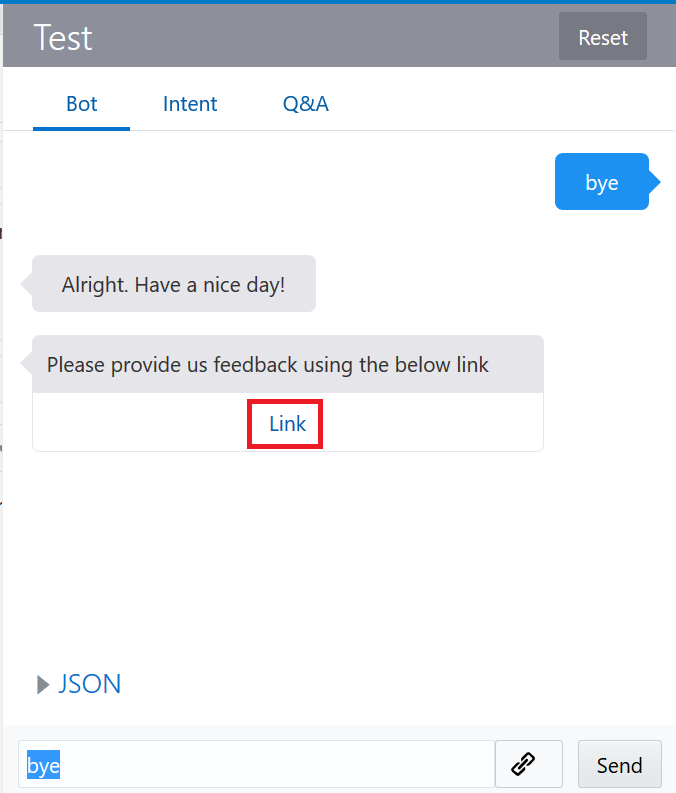 Test
Reset
Bot Intent Q&A
bye
Alright. Have a nice day!
Please provide us feedback using the below link
Link
JSON
bye
Send